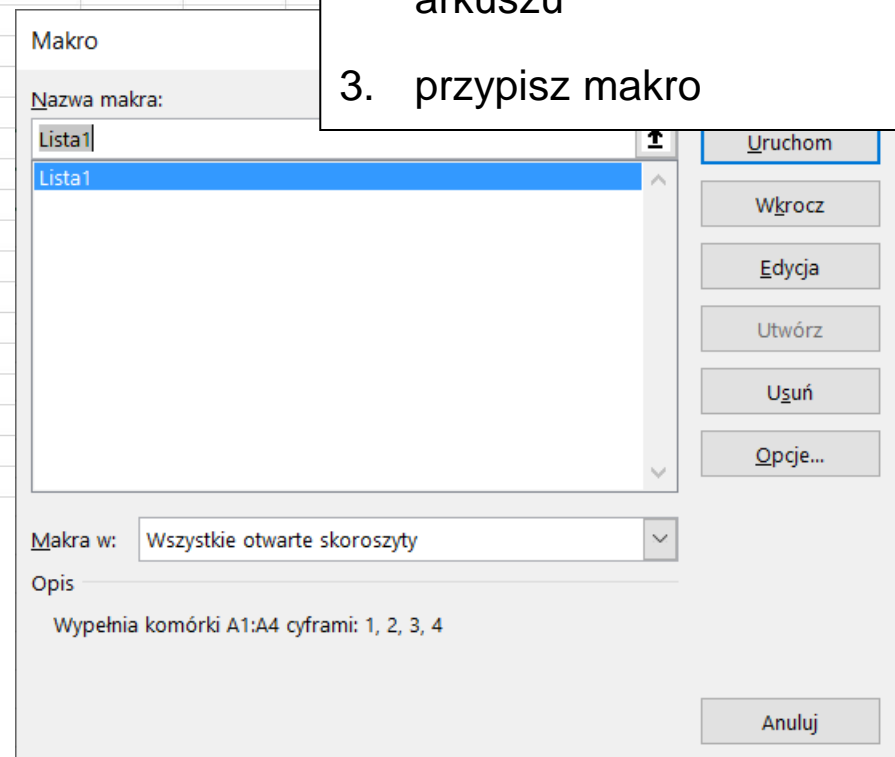 arkuszu
3. przypisz makro
Makro
Nazwa makra:
Lista1
Lista1
Uruchom
Wkrocz
Edycja
Utwórz
Usuń
Opcje...
Makra w: Wszystkie otwarte skoroszyty
Opis
Wypełnia komórki A1:A4 cyframi: 1, 2, 3, 4
Anuluj